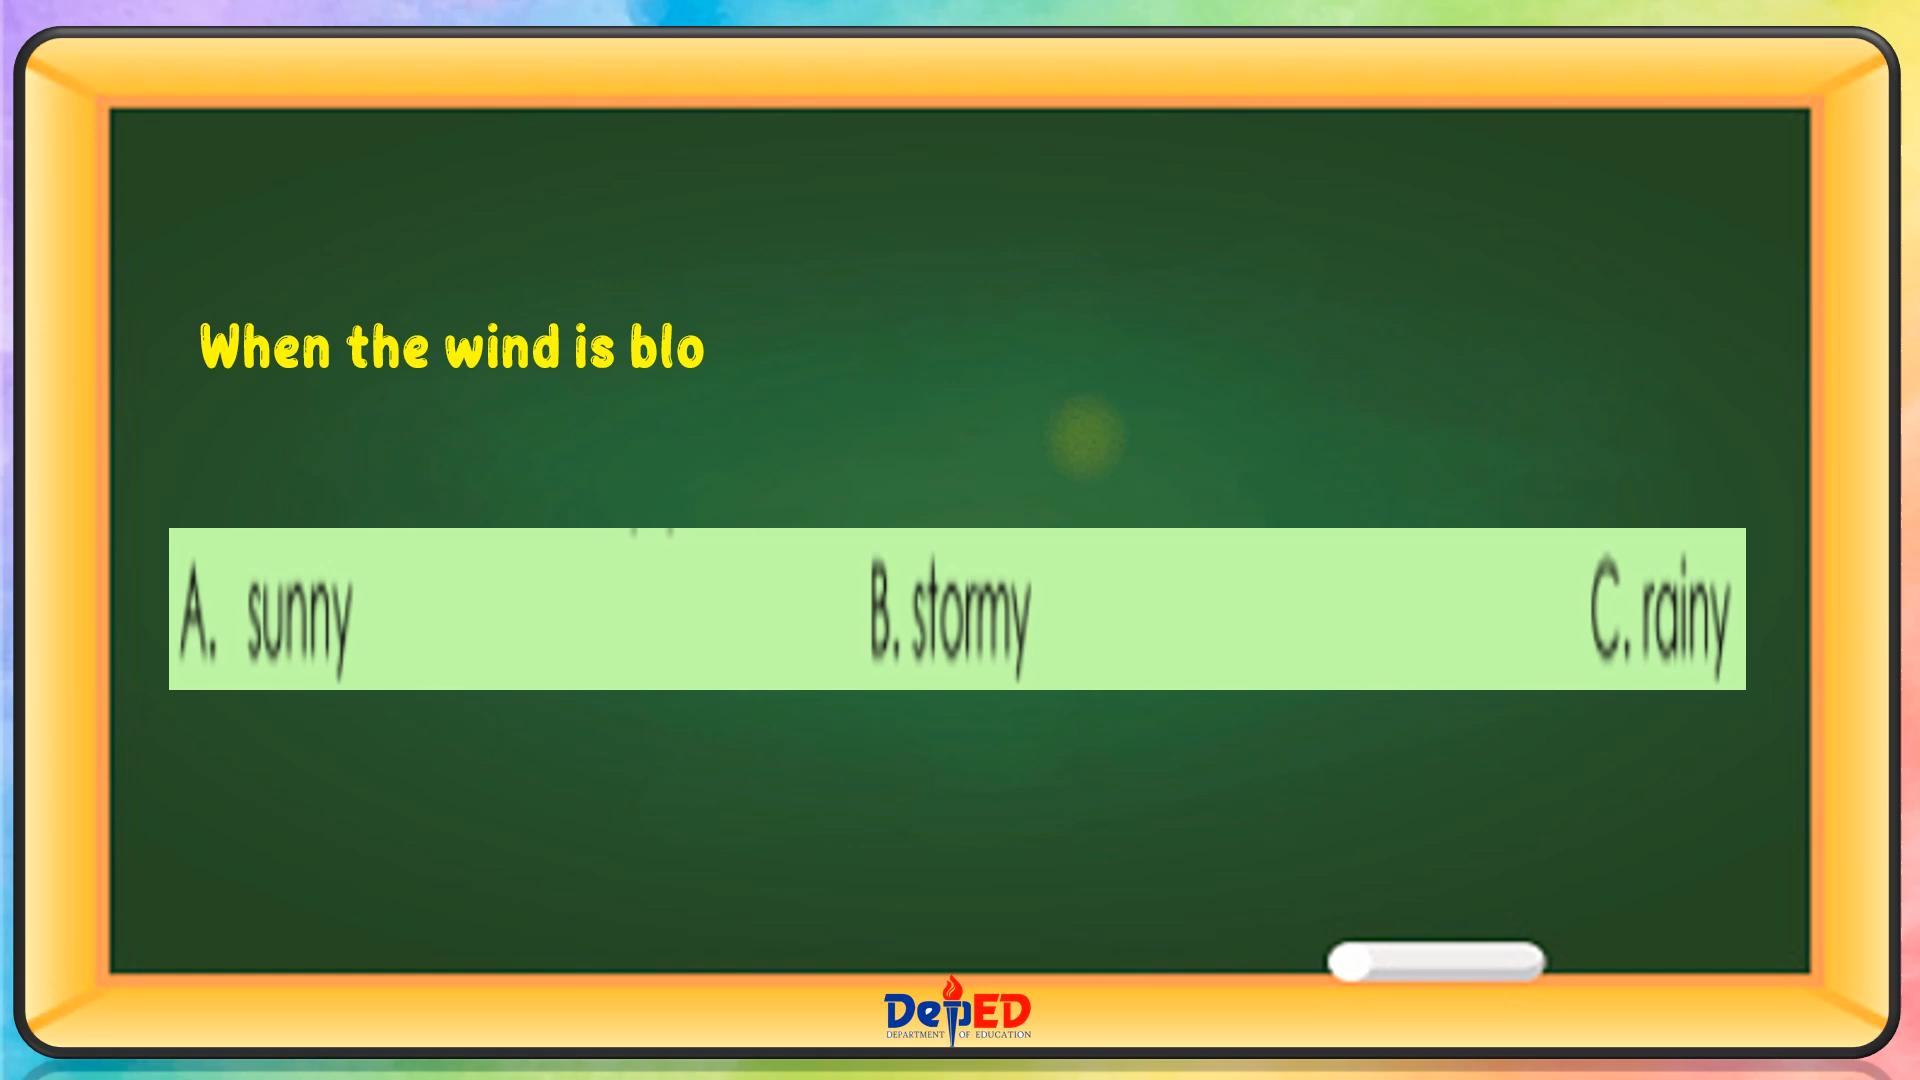 When the wind is blo
A. sunny B. stormy C. rainy
DepED
DEPARTMENT OF EDUCATION